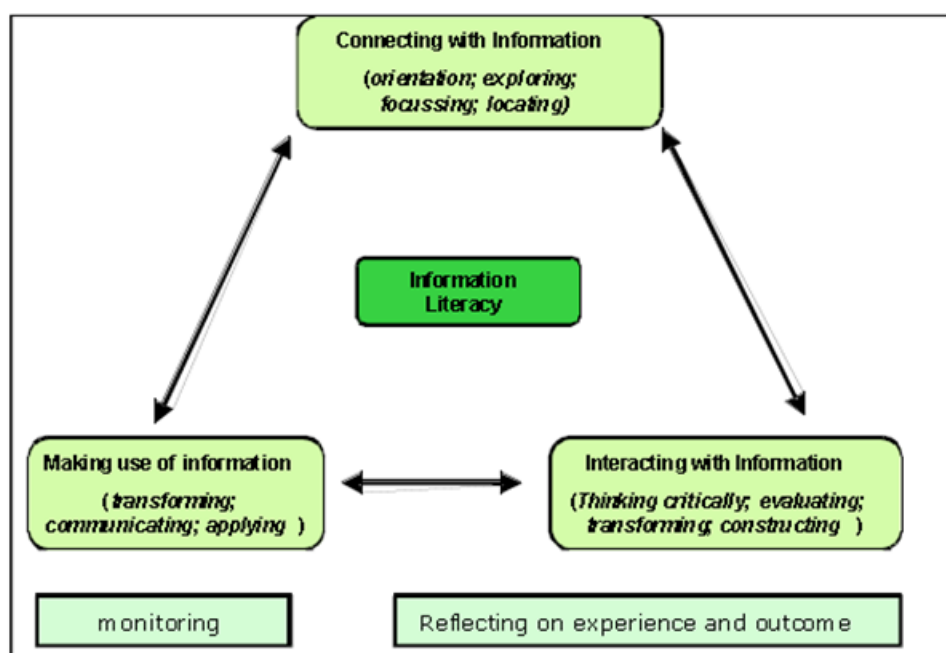 Connecting with Information
(orientation; exploring;
focussing; locating)
Information
Literacy
Making use of information
( transforming;
communicating; applying )
Interacting with Information
(Thinking critically; evaluating;
transforming; constructing )
monitoring
Reflecting on experience and outcome